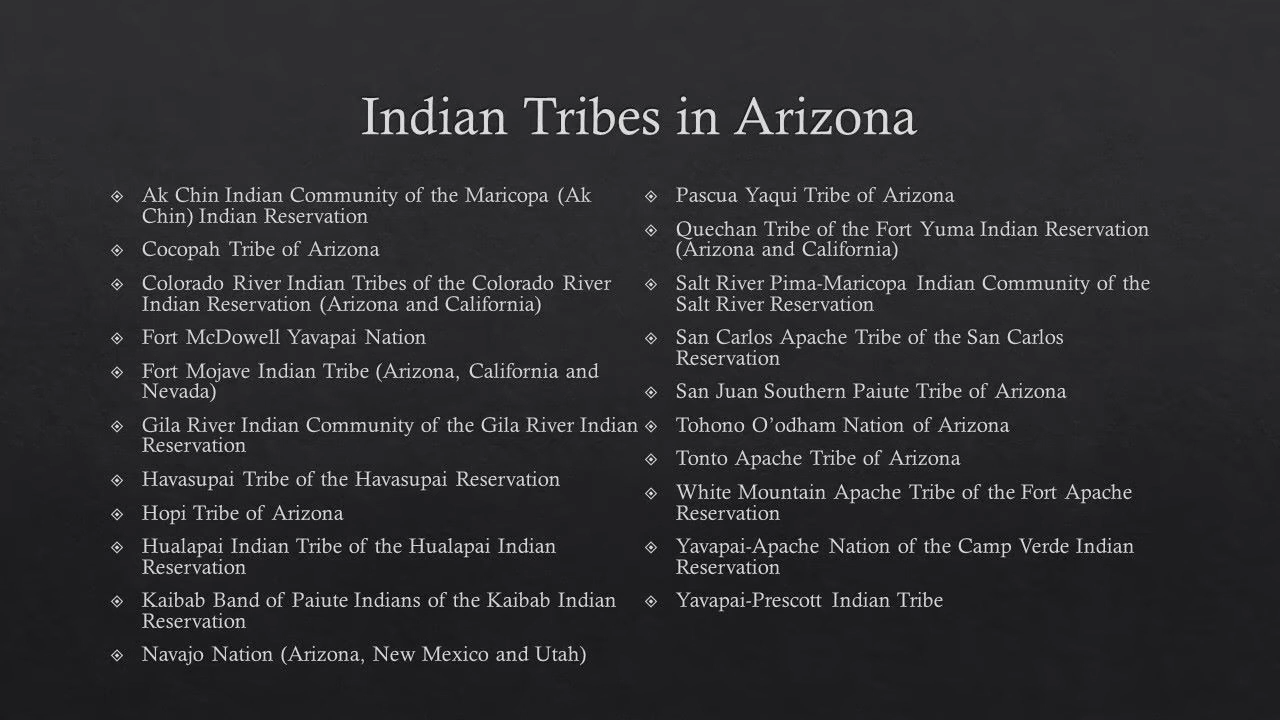 Indian Tribes in Arizona
Ak Chin Indian Community of the Maricopa (Ak
Chin) Indian Reservation
Cocopah Tribe of Arizona
Colorado River Indian Tribes of the Colorado River
Indian Reservation (Arizona and California)
Fort McDowell Yavapai Nation
Fort Mojave Indian Tribe (Arizona, California and
Nevada)
Gila River Indian Community of the Gila River Indian
Reservation
Havasupai Tribe of the Havasupai Reservation
Hopi Tribe of Arizona
Hualapai Indian Tribe of the Hualapai Indian
Reservation
Kaibab Band of Paiute Indians of the Kaibab Indian
Reservation
Navajo Nation (Arizona, New Mexico and Utah)
Pascua Yaqui Tribe of Arizona
Quechan Tribe of the Fort Yuma Indian Reservation
(Arizona and California)
Salt River Pima-Maricopa Indian Community of the
Salt River Reservation
San Carlos Apache Tribe of the San Carlos
Reservation
San Juan Southern Paiute Tribe of Arizona
Tohono O’odham Nation of Arizona
Tonto Apache Tribe of Arizona
White Mountain Apache Tribe of the Fort Apache
Reservation
Yavapai-Apache Nation of the Camp Verde Indian
Reservation
Yavapai-Prescott Indian Tribe